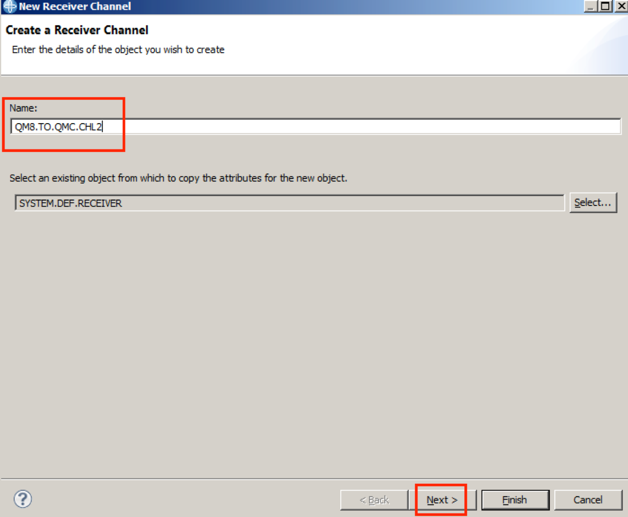 New Receiver Channel
Create a Receiver Channel
Enter the details of the object you wish to create
Name:
QM8.TO.QMC.CHL2
Select an existing object from which to copy the attributes for the new object.
SYSTEM.DEF.RECEIVER
Select...
?
< Back
Next >
Finish
Cancel